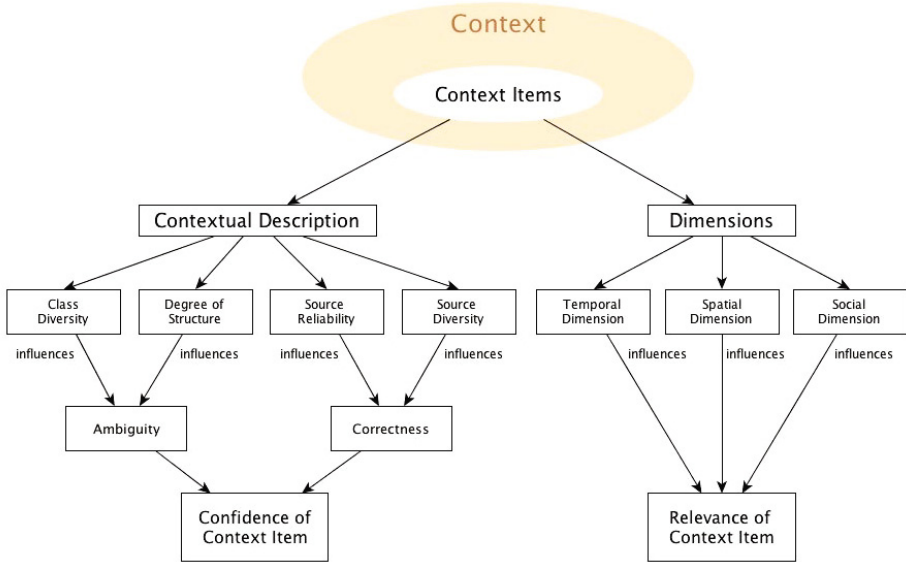 Context
Context Items
Contextual Description
Dimensions
Class
Diversity
Degree of
Structure
Source
Reliability
Source
Diversity
Temporal
Dimension
Spatial
Dimension
Social
Dimension
influences
influences
influences
influences
influences
influences
influences
Ambiguity
Correctness
Confidence of
Context Item
Relevance of
Context Item